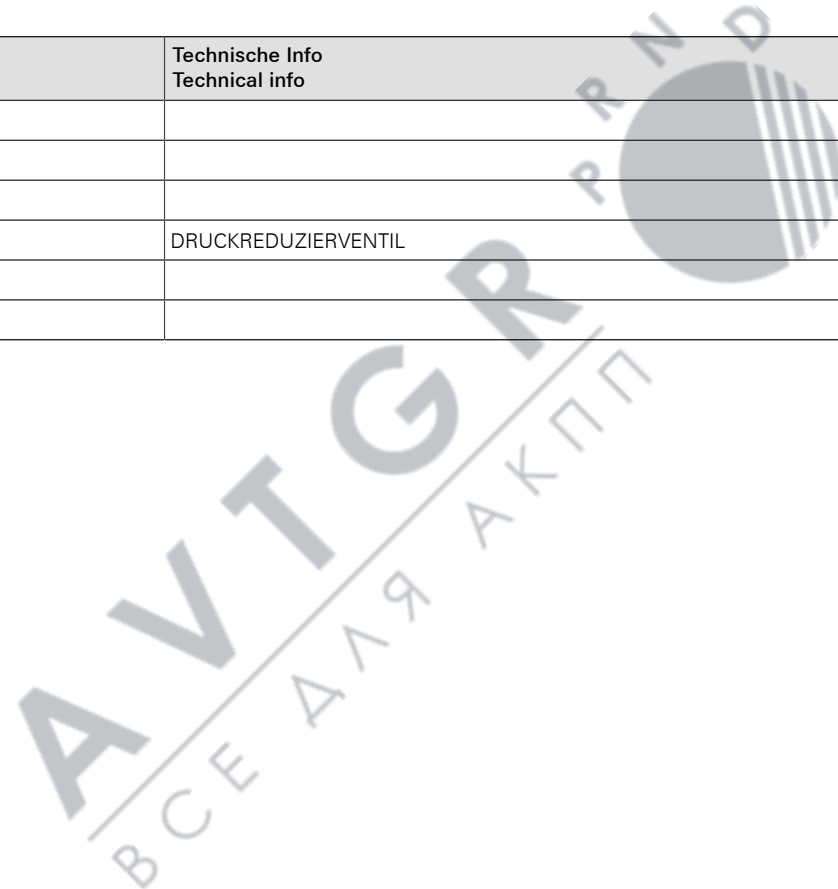 Technische Info
Technical info
DRUCKREDUZIERVENTIL
P R N D
AVTGR
ВСЕ ДЛЯ АКПП